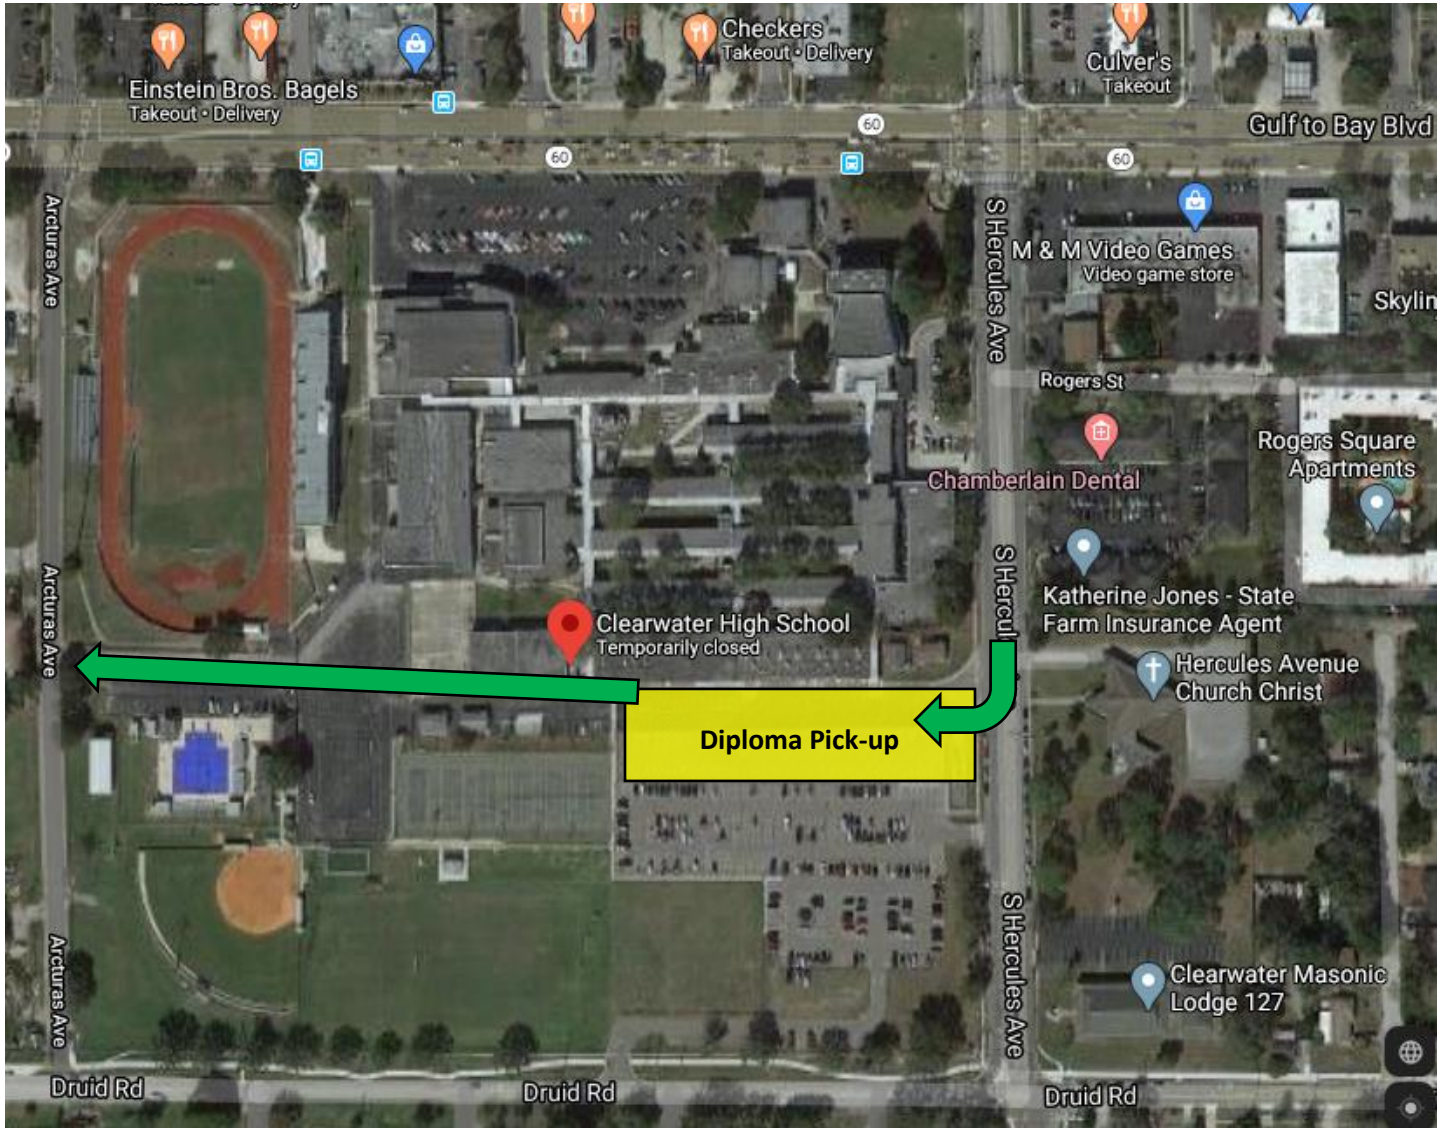 Checkers
Takeout • Delivery
Culver's
Takeout
Einstein Bros. Bagels
Takeout • Delivery
60
Gulf to Bay Blvd
60
60
Arcturas Ave
S Hercules Ave
M & M Video Games
Video game store
Rogers St
Rogers Square
Apartments
Chamberlain Dental
Katherine Jones - State
Farm Insurance Agent
Arcturas Ave
Clearwater High School
Temporarily closed
Hercules Avenue
Church Christ
Diploma Pick-up
S Hercules Ave
Arcturas Ave
Clearwater Masonic
Lodge 127
Druid Rd
Druid Rd
Druid Rd